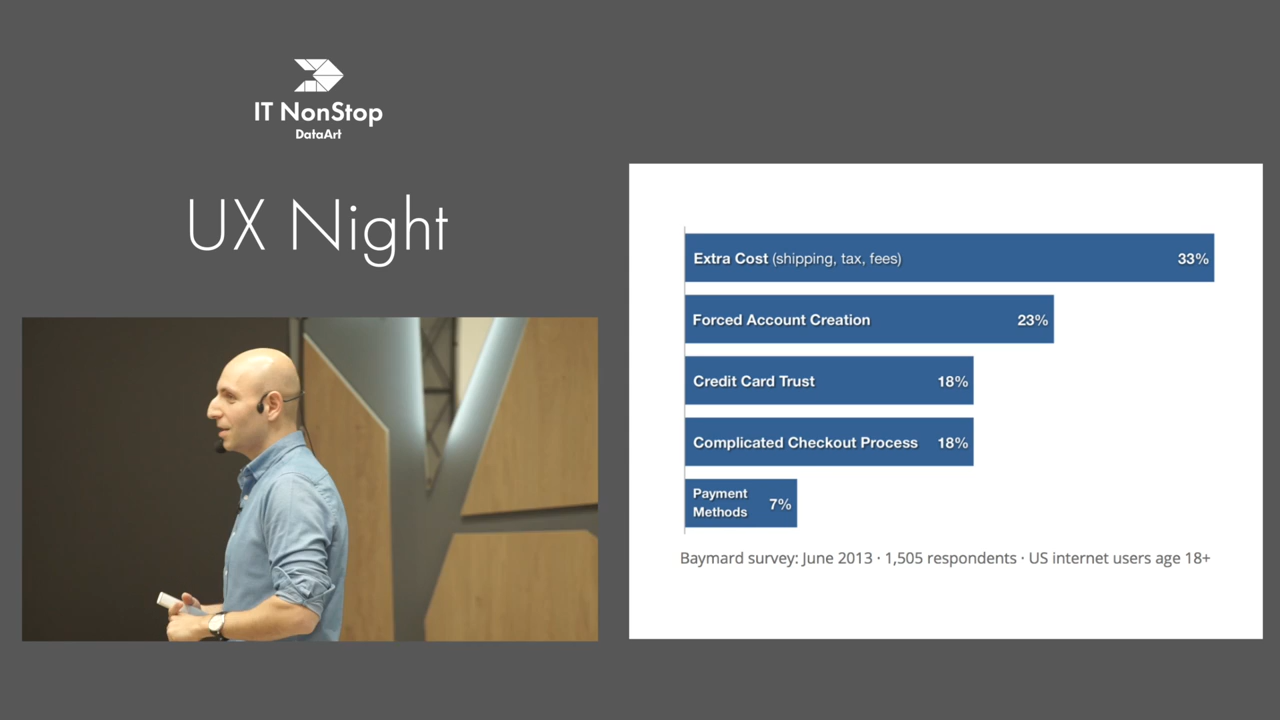 IT NonStop
DataArt
UX Night
Extra Cost (shipping, tax, fees) 33%
Forced Account Creation 23%
Credit Card Trust 18%
Complicated Checkout Process 18%
Payment
Methods 7%
Baymard survey: June 2013 · 1,505 respondents · US internet users age 18+